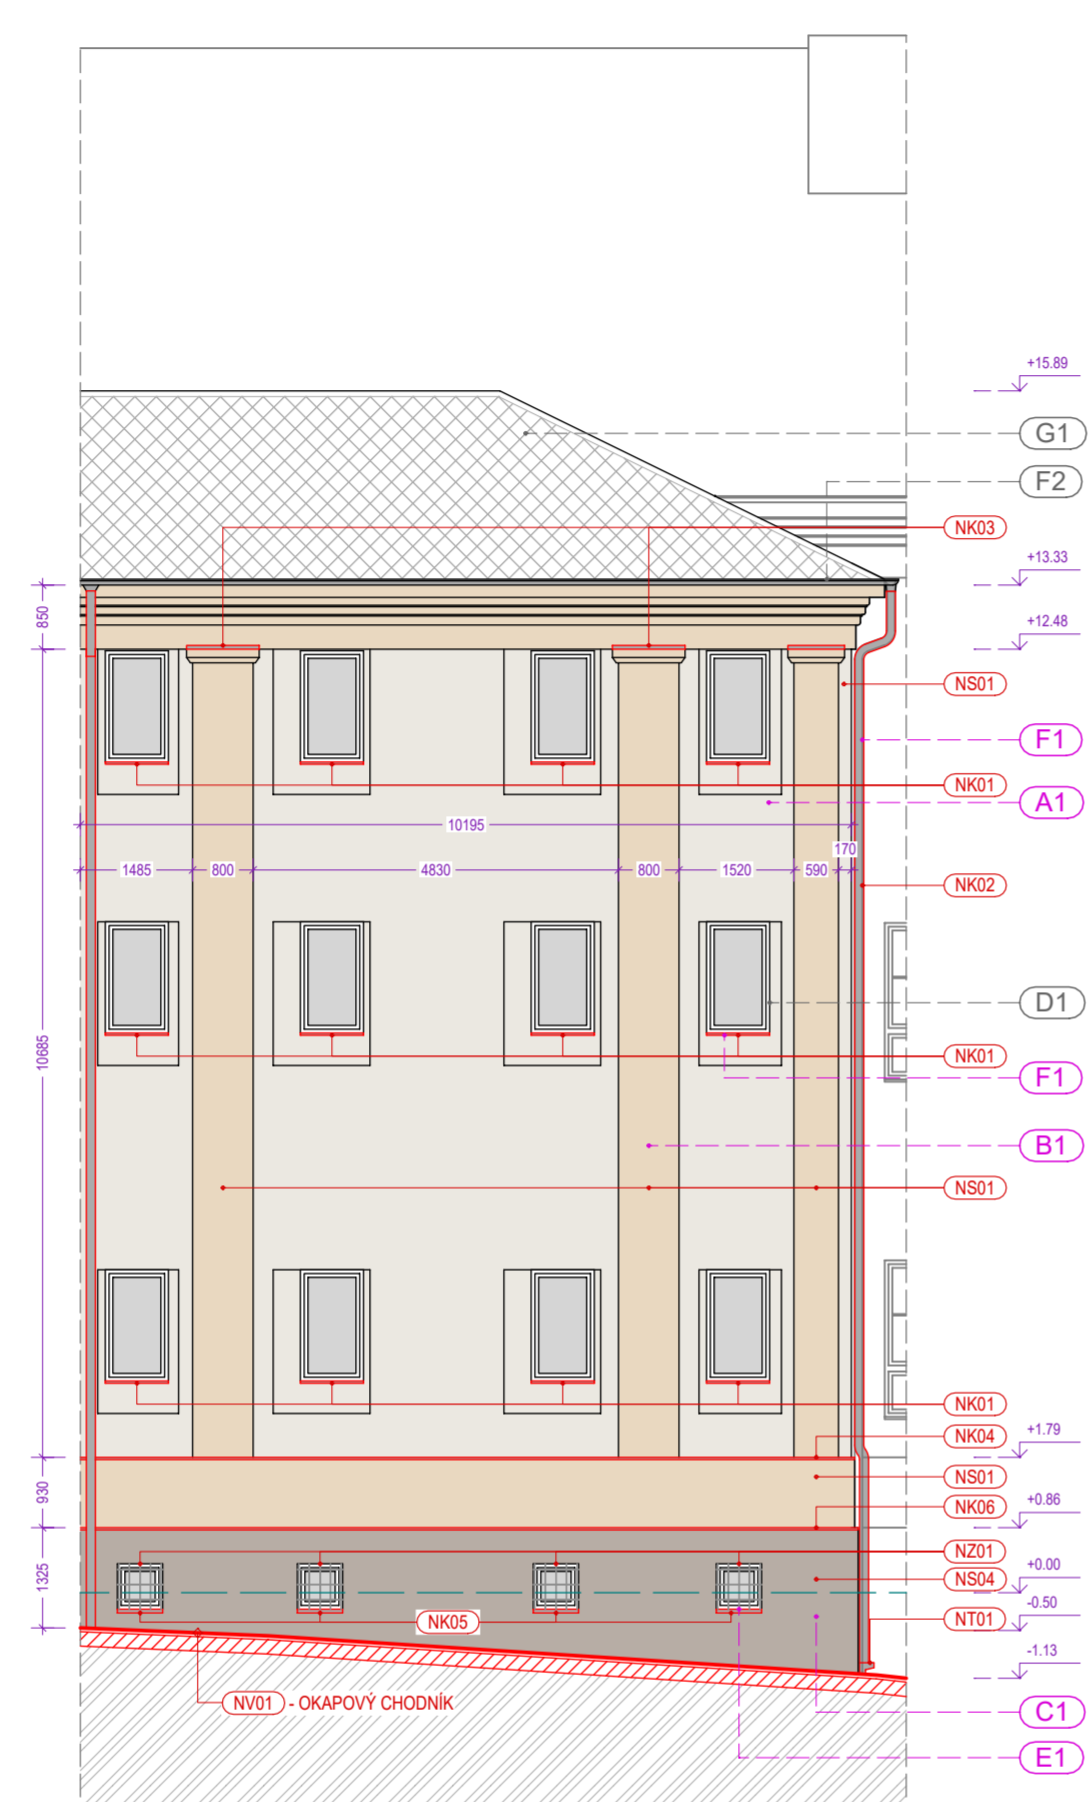 +15.89
G1
F2
NK03
+13.33
850
+12.48
NS01
F1
NK01
A1
10195
170
1485 800 4830 800 1520 590
NK02
D1
10685
NK01
F1
B1
NS01
NK01
NK04
+1.79
NS01
930
NK06
+0.86
NZ01
1325
NS04
+0.00
-0.50
NK05
NT01
-1.13
NV01 - OKAPOVÝ CHODNÍK
C1
E1